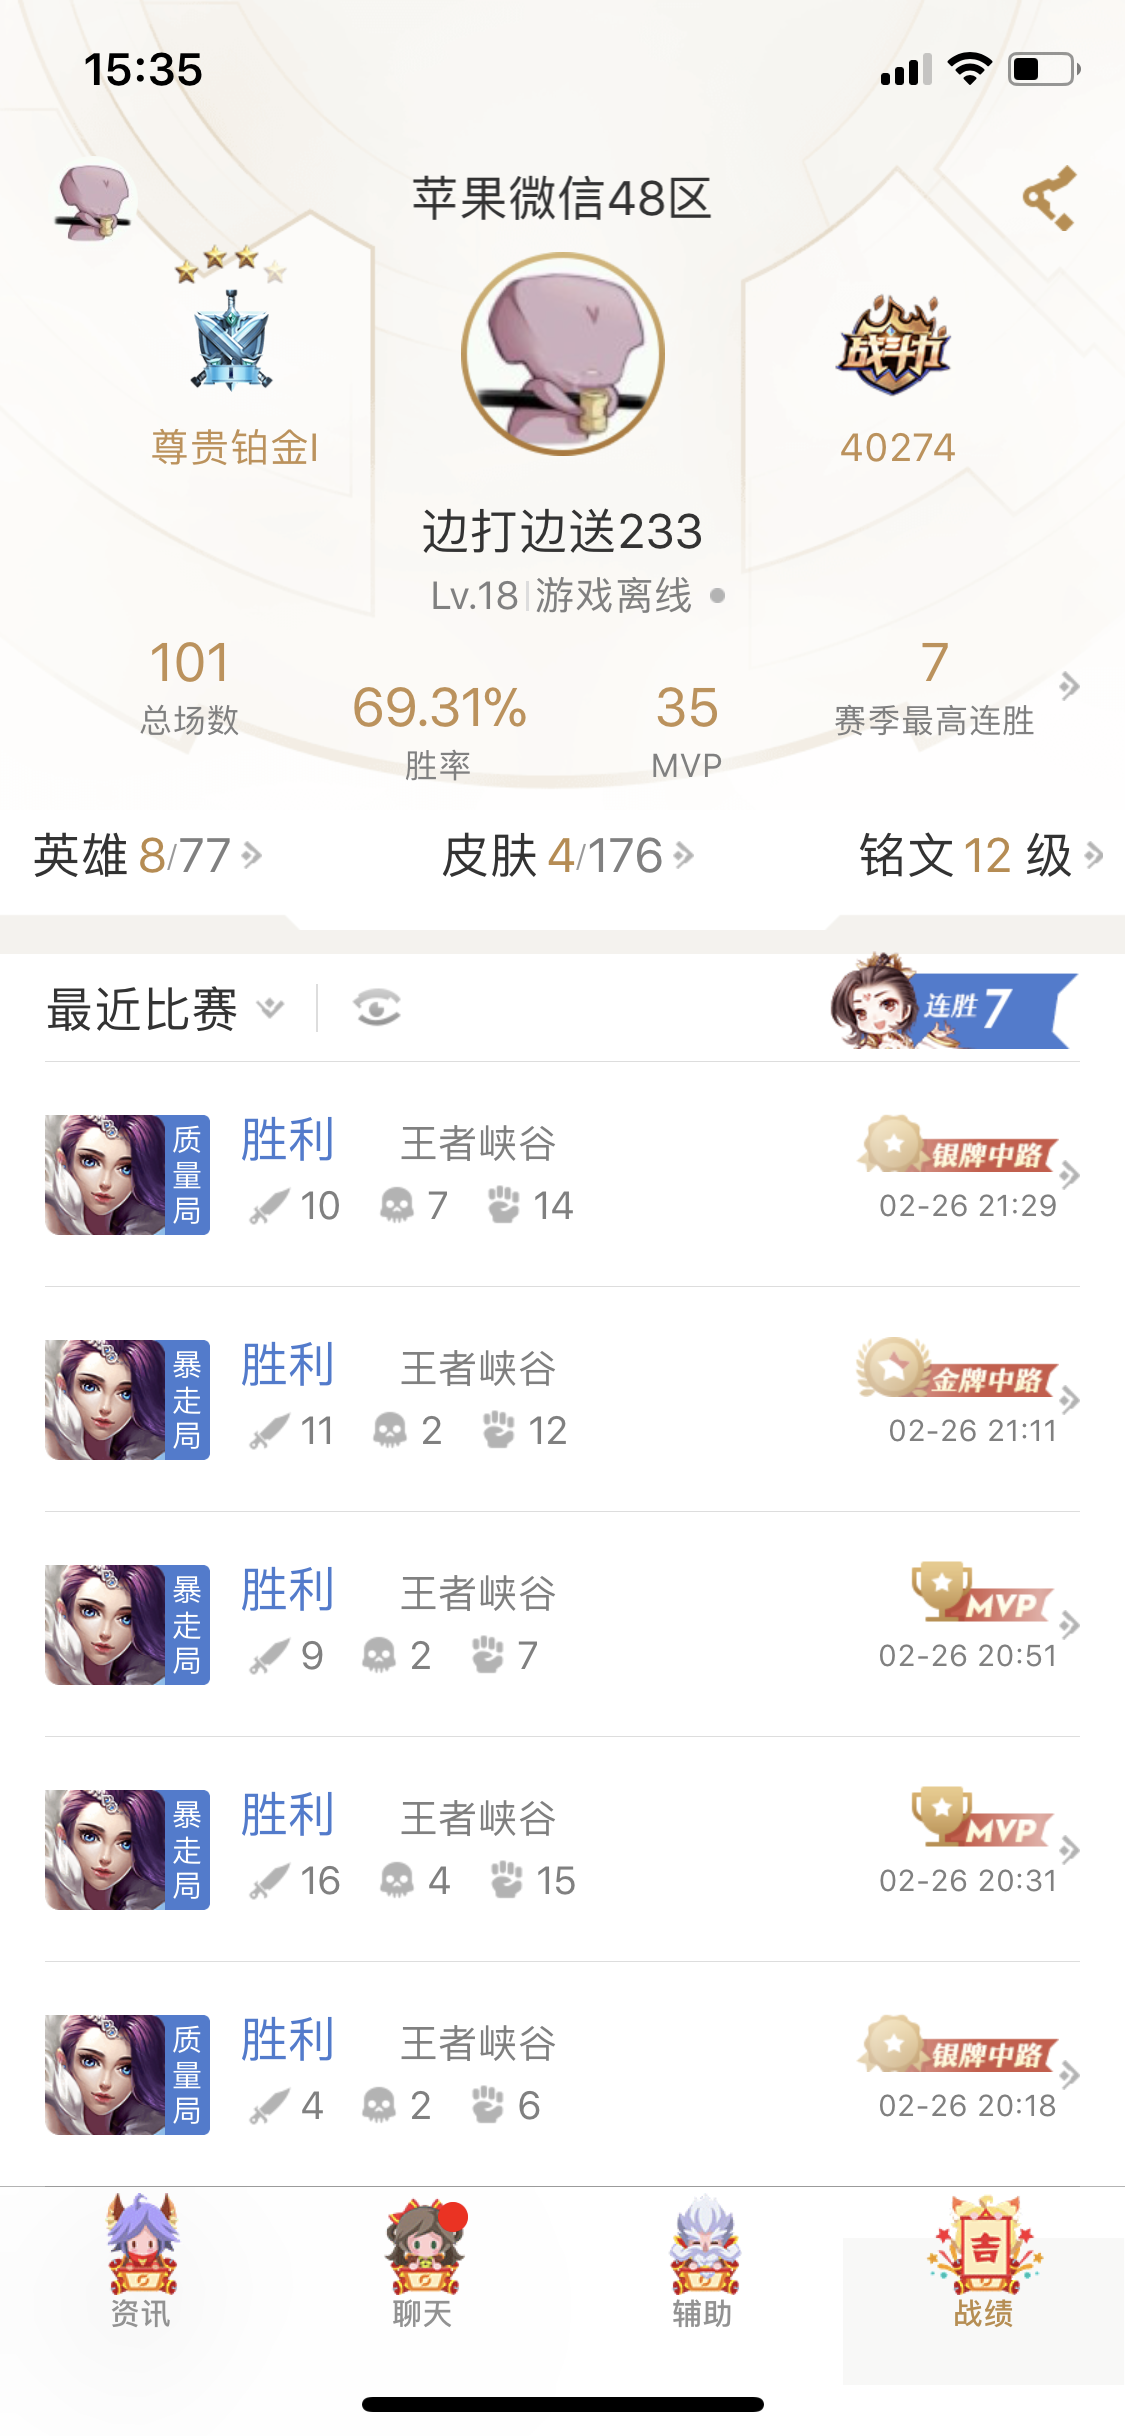 15:35
苹果微信48区
战斗力
尊贵铂金I
40274
边打边送233
Lv.18 游戏离线
101 69.31% 35 7
总场数 胜率 MVP 赛季最高连胜
英雄 8/77 皮肤 4/176 铭文 12 级
最近比赛 连胜 7
质量局 胜利 王者峡谷 银牌中路
10 7 14 02-26 21:29
暴走局 胜利 王者峡谷 金牌中路
11 2 12 02-26 21:11
暴走局 胜利 王者峡谷 MVP
9 2 7 02-26 20:51
暴走局 胜利 王者峡谷 MVP
16 4 15 02-26 20:31
质量局 胜利 王者峡谷 银牌中路
4 2 6 02-26 20:18
吉
资讯 聊天 辅助 战绩